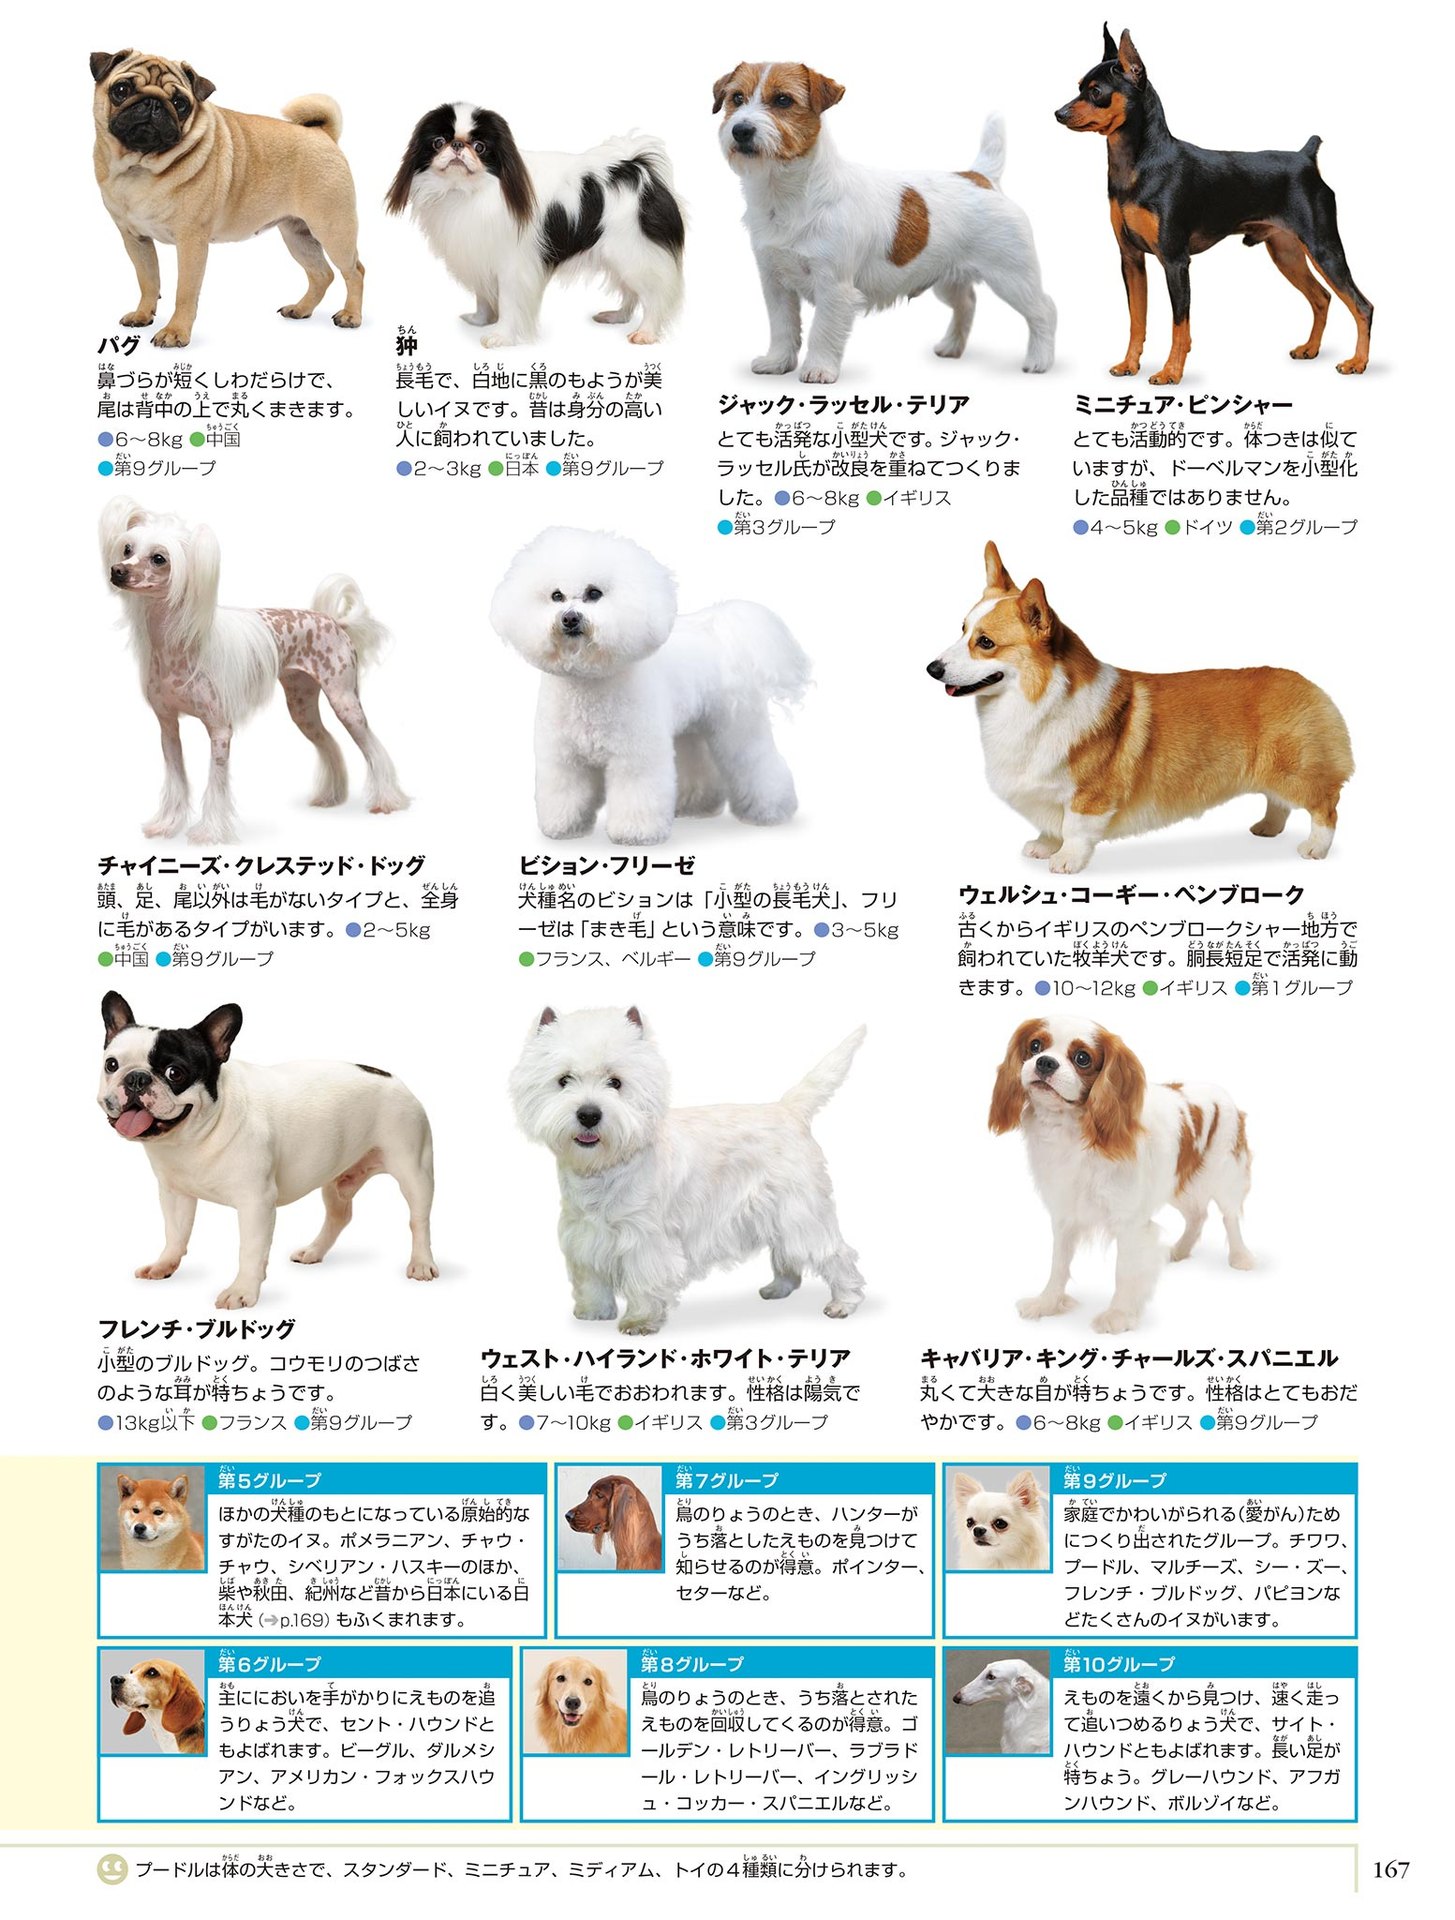 パグ
鼻づらが短くしわだらけで、
尾は背中の上で丸くまきます。
●6〜8kg ●中国
●第9グループ
狆
長毛で、白地に黒のもようが美
しいイヌです。昔は身分の高い
人に飼われていました。
●2〜3kg ●日本 ●第9グループ
ジャック・ラッセル・テリア
とても活発な小型犬です。ジャック・
ラッセル氏が改良を重ねてつくりま
した。●6〜8kg ●イギリス
●第3グループ
ミニチュア・ピンシャー
とても活動的です。体つきは似て
いますが、ドーベルマンを小型化
した品種ではありません。
●4〜5kg ●ドイツ ●第2グループ
チャイニーズ・クレステッド・ドッグ
頭、足、尾以外は毛がないタイプと、全身
に毛があるタイプがいます。●2〜5kg
●中国 ●第9グループ
ビション・フリーゼ
犬種名のビションは「小型の長毛犬」、フリ
ーゼは「まき毛」という意味です。●3〜5kg
●フランス、ベルギー ●第9グループ
ウェルシュ・コーギー・ペンブローク
古くからイギリスのペンブロークシャー地方で
飼われていた牧羊犬です。胴長短足で活発に動
きます。●10〜12kg ●イギリス ●第1グループ
フレンチ・ブルドッグ
小型のブルドッグ。コウモリのつばさ
のような耳が特ちょうです。
●13kg以下 ●フランス ●第9グループ
ウェスト・ハイランド・ホワイト・テリア
白く美しい毛でおおわれます。性格は陽気で
す。●7〜10kg ●イギリス ●第3グループ
キャバリア・キング・チャールズ・スパニエル
丸くて大きな目が特ちょうです。性格はとてもおだ
やかです。●6〜8kg ●イギリス ●第9グループ
第5グループ
ほかの犬種のもとになっている原始的な
すがたのイヌ。ポメラニアン、チャウ・
チャウ、シベリアン・ハスキーのほか、
柴や秋田、紀州など昔から日本にいる日
本犬(➔p.169)もふくまれます。
第7グループ
鳥のりょうのとき、ハンターが
うち落としたえものを見つけて
知らせるのが得意。ポインター、
セターなど。
第9グループ
家庭でかわいがられる(愛がん)ため
につくり出されたグループ。チワワ、
プードル、マルチーズ、シー・ズー、
フレンチ・ブルドッグ、パピヨンな
どたくさんのイヌがいます。
第6グループ
主ににおいを手がかりにえものを追
うりょう犬で、セント・ハウンドと
もよばれます。ビーグル、ダルメシ
アン、アメリカン・フォックスハウ
ンドなど。
第8グループ
鳥のりょうのとき、うち落とされた
えものを回収してくるのが得意。ゴ
ールデン・レトリーバー、ラブラド
ール・レトリーバー、イングリッシ
ュ・コッカー・スパニエルなど。
第10グループ
えものを遠くから見つけ、速く走っ
て追いつめるりょう犬で、サイト・
ハウンドともよばれます。長い足が
特ちょう。グレーハウンド、アフガ
ンハウンド、ボルゾイなど。
プードルは体の大きさで、スタンダード、ミニチュア、ミディアム、トイの4種類に分けられます。
167